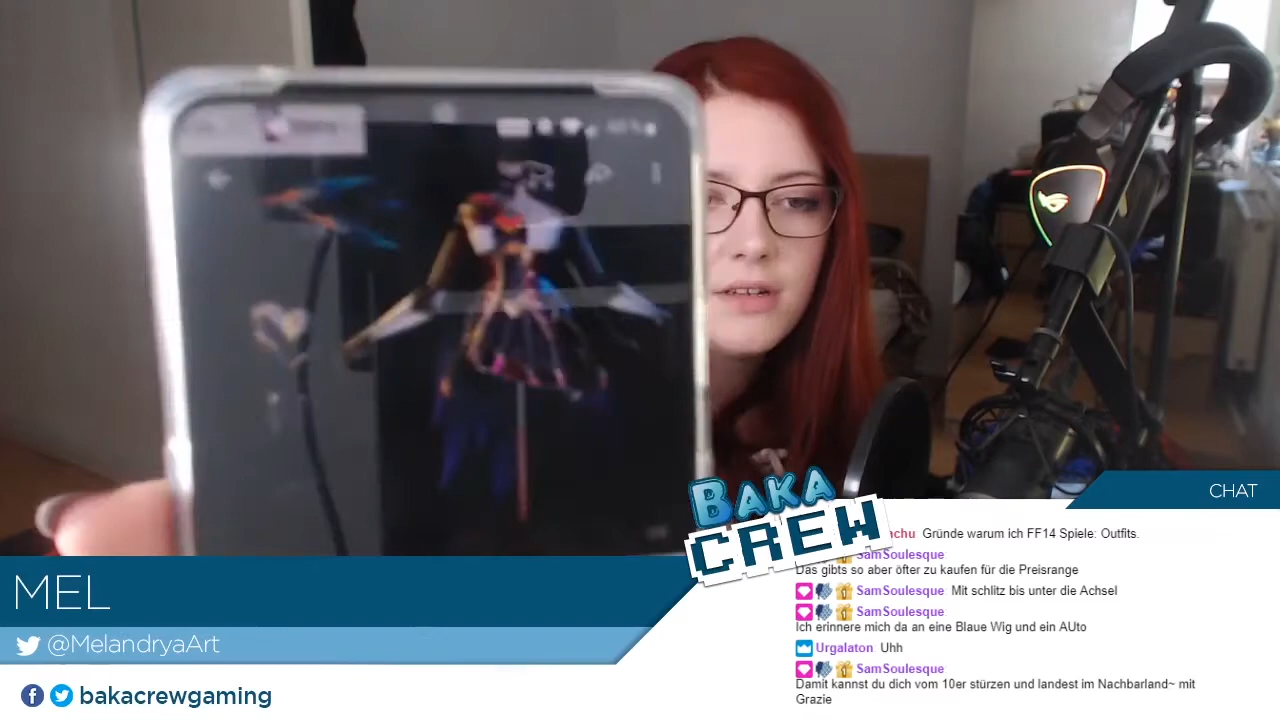 BAKA
CREW
CHAT
achu Gründe warum ich FF14 Spiele: Outfits.
SamSoulesque:
Das gibts so aber öfter zu kaufen für die Preisrange
SamSoulesque: Mit schlitz bis unter die Achsel
SamSoulesque:
Ich erinnere mich da an eine Blaue Wig und ein AUto
Urgalaton: Uhh
SamSoulesque
Damit kannst du dich vom 10er stürzen und landest im Nachbarland~ mit
Grazie
MEL
@MelandryaArt
bakacrewgaming